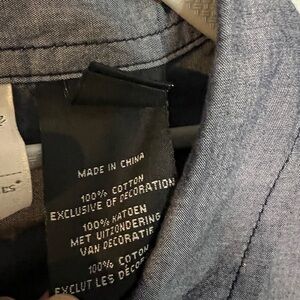 MADE IN CHINA
100% COTTON
EXCLUSIVE OF DECORATION
100% KATOEN
MET UITZONDERING
VAN DECORATIE
100% COTON
EXCLUT LES DÉCOR
ES®